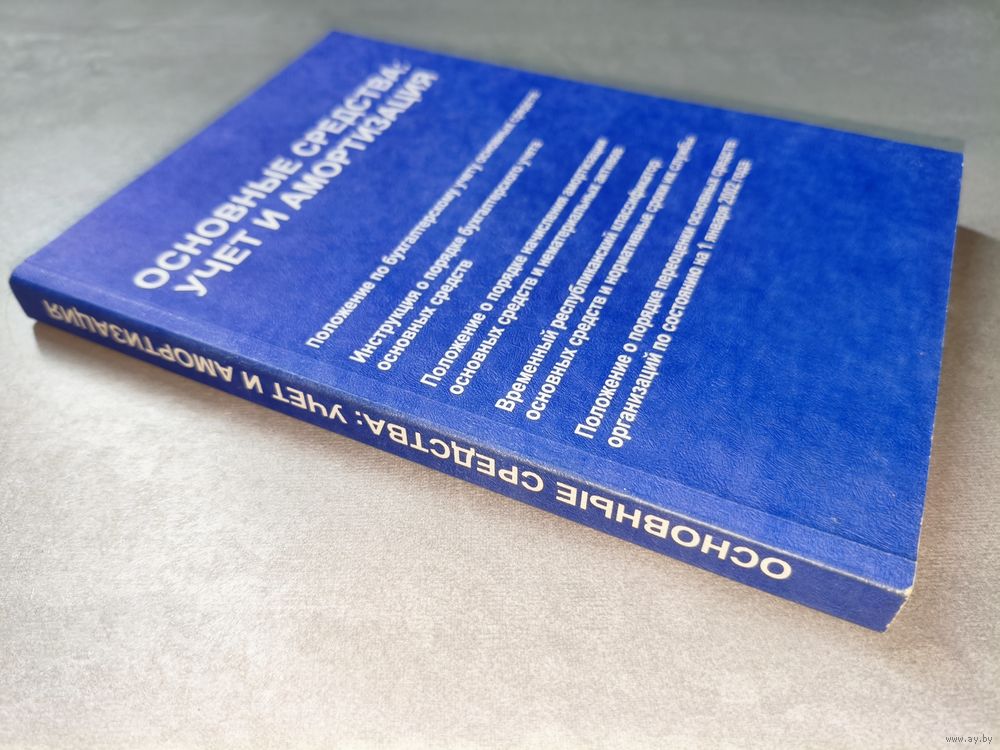 ОСНОВНЫЕ СРЕДСТВА:
УЧЕТ И АМОРТИЗАЦИЯ
Положение по бухгалтерскому учету основных средств
Инструкция о порядке бухгалтерского учета
основных средств
Положение о порядке начисления амортизации
основных средств и нематериальных активов
Временный республиканский классификатор
основных средств и нормативные сроки их службы
Положение о порядке переоценки основных средств
организаций по состоянию на 1 января 2002 года
ОСНОВНЫЕ СРЕДСТВА: УЧЕТ И АМОРТИЗАЦИЯ
www.ay.by